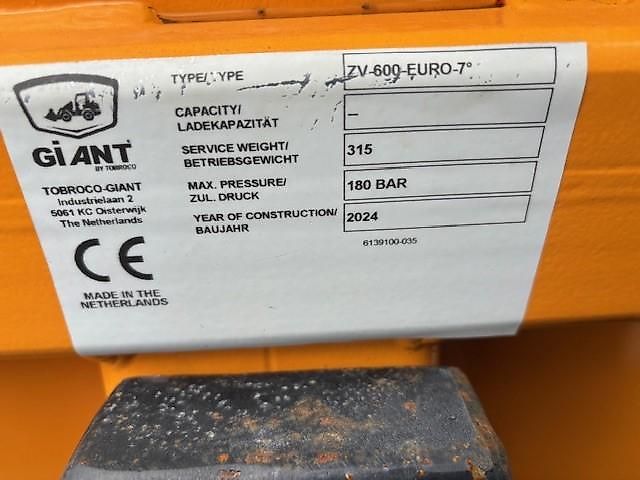 TYPE/TYPE ZV-600-EURO-7°
CAPACITY/
LADEKAPAZITÄT –
GiANT
BY TOBROCO
SERVICE WEIGHT/
BETRIEBSGEWICHT 315
TOBROCO-GIANT
Industrielaan 2
5061 KC Oisterwijk
The Netherlands
MAX. PRESSURE/
ZUL. DRUCK 180 BAR
YEAR OF CONSTRUCTION/
BAUJAHR 2024
6139100-035
CE
MADE IN THE
NETHERLANDS